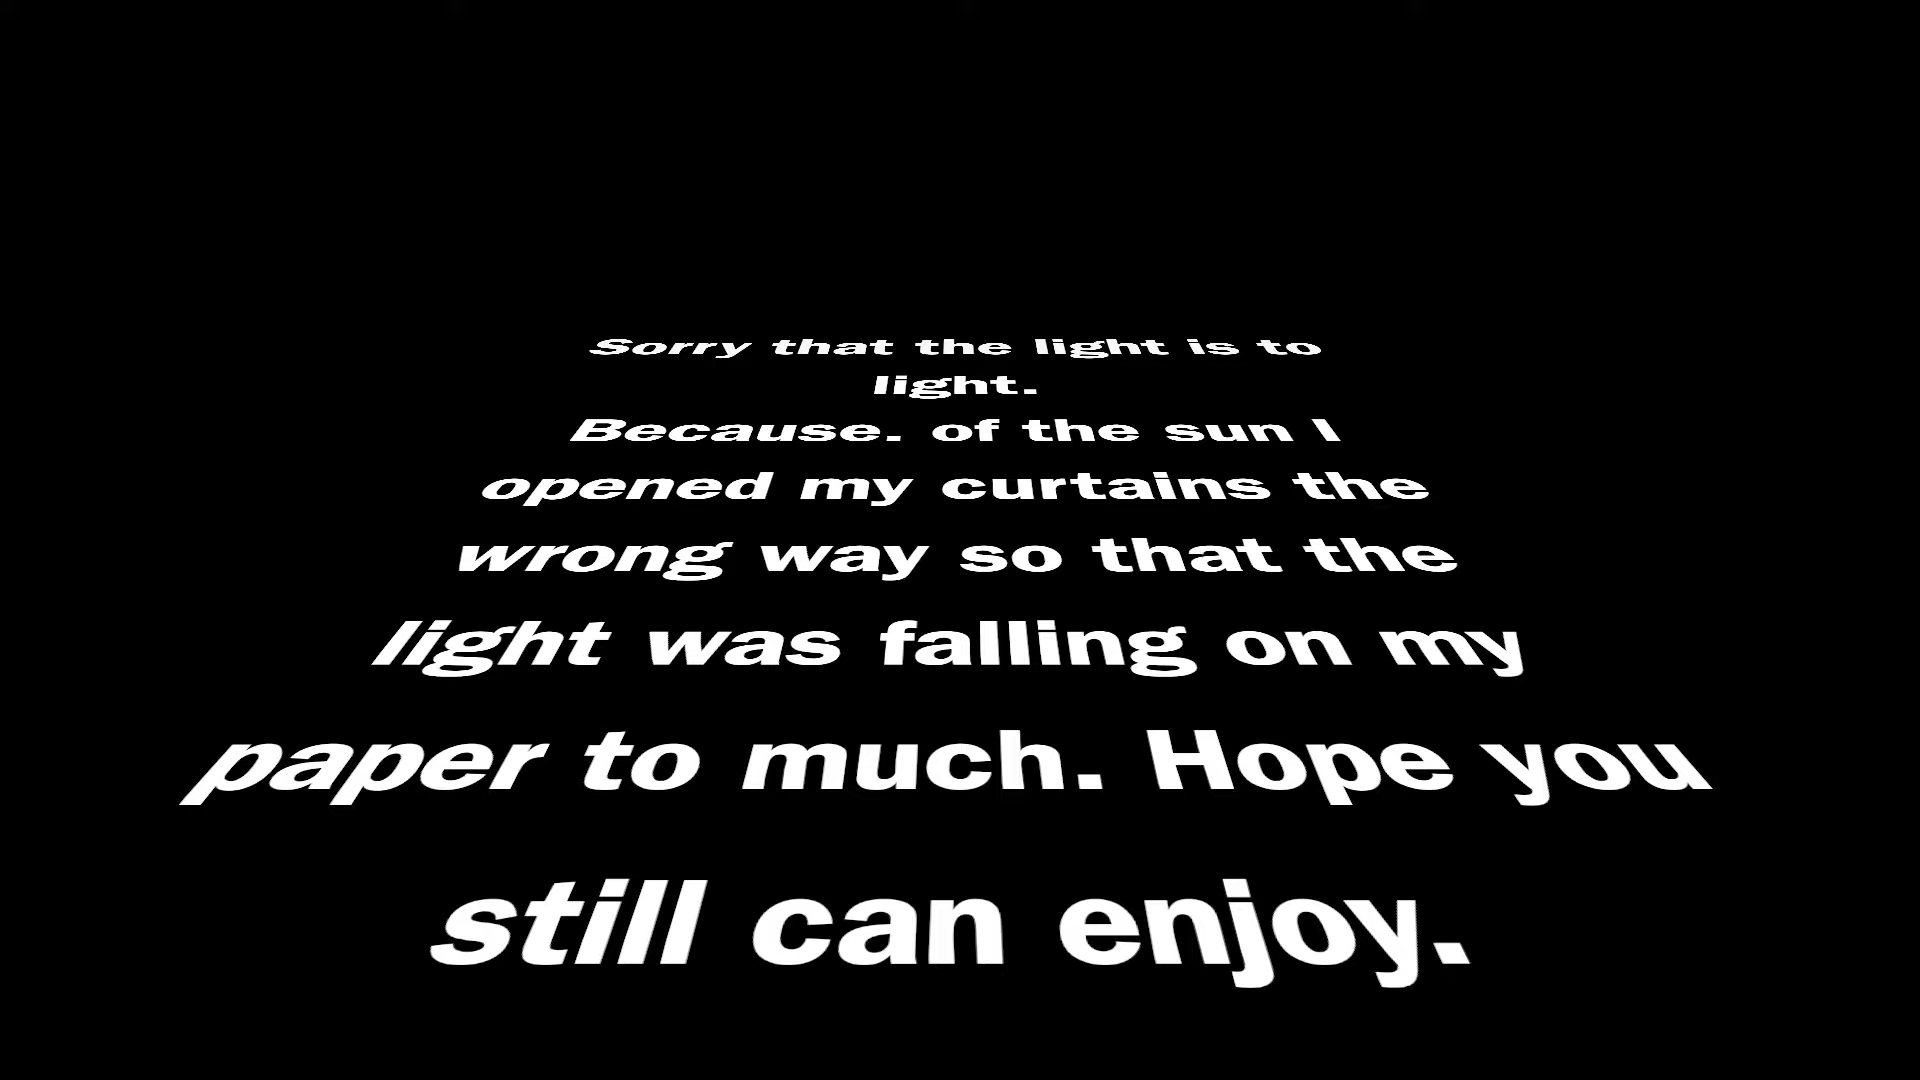 Sorry that the light is to
light.
Because. of the sun I
opened my curtains the
wrong way so that the
light was falling on my
paper to much. Hope you
still can enjoy.